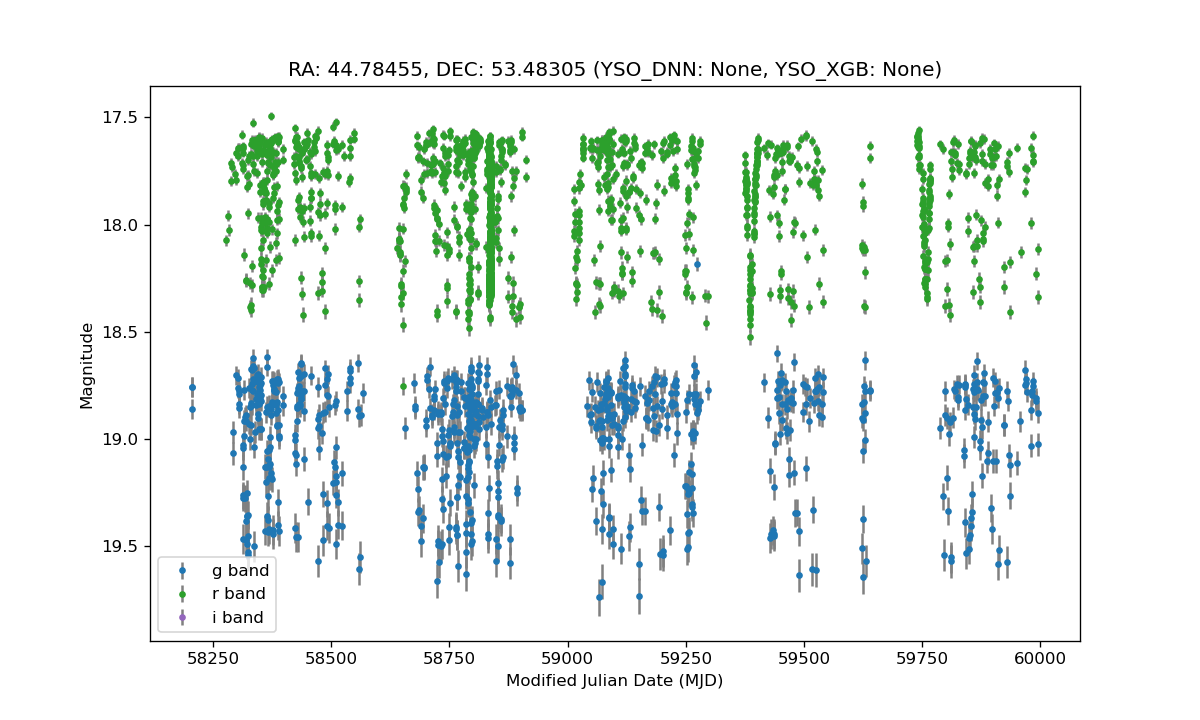 RA: 44.78455, DEC: 53.48305 (YSO_DNN: None, YSO_XGB: None)
17.5
18.0
18.5
19.0
19.5
Magnitude
g band
r band
i band
58250 58500 58750 59000 59250 59500 59750 60000
Modified Julian Date (MJD)